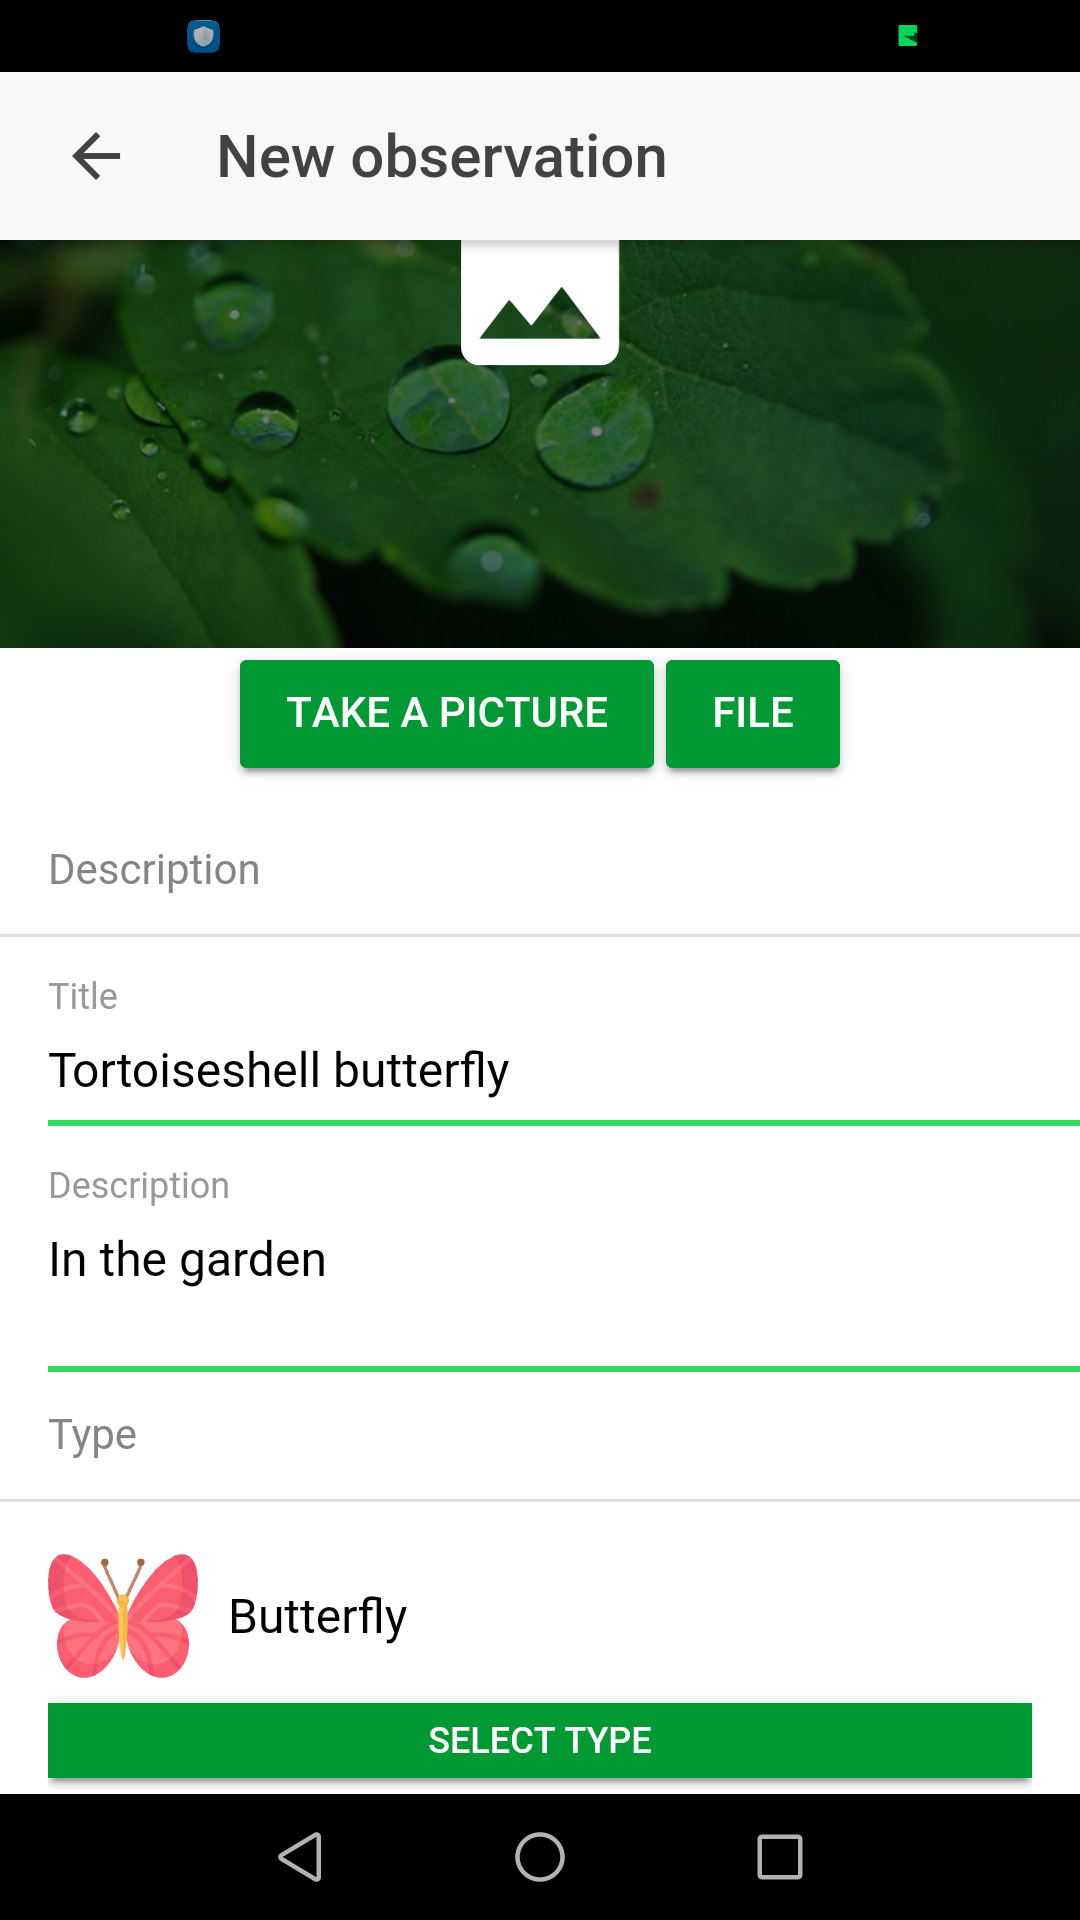 New observation
TAKE A PICTURE
FILE
Description
Title
Tortoiseshell butterfly
Description
In the garden
Type
Butterfly
SELECT TYPE